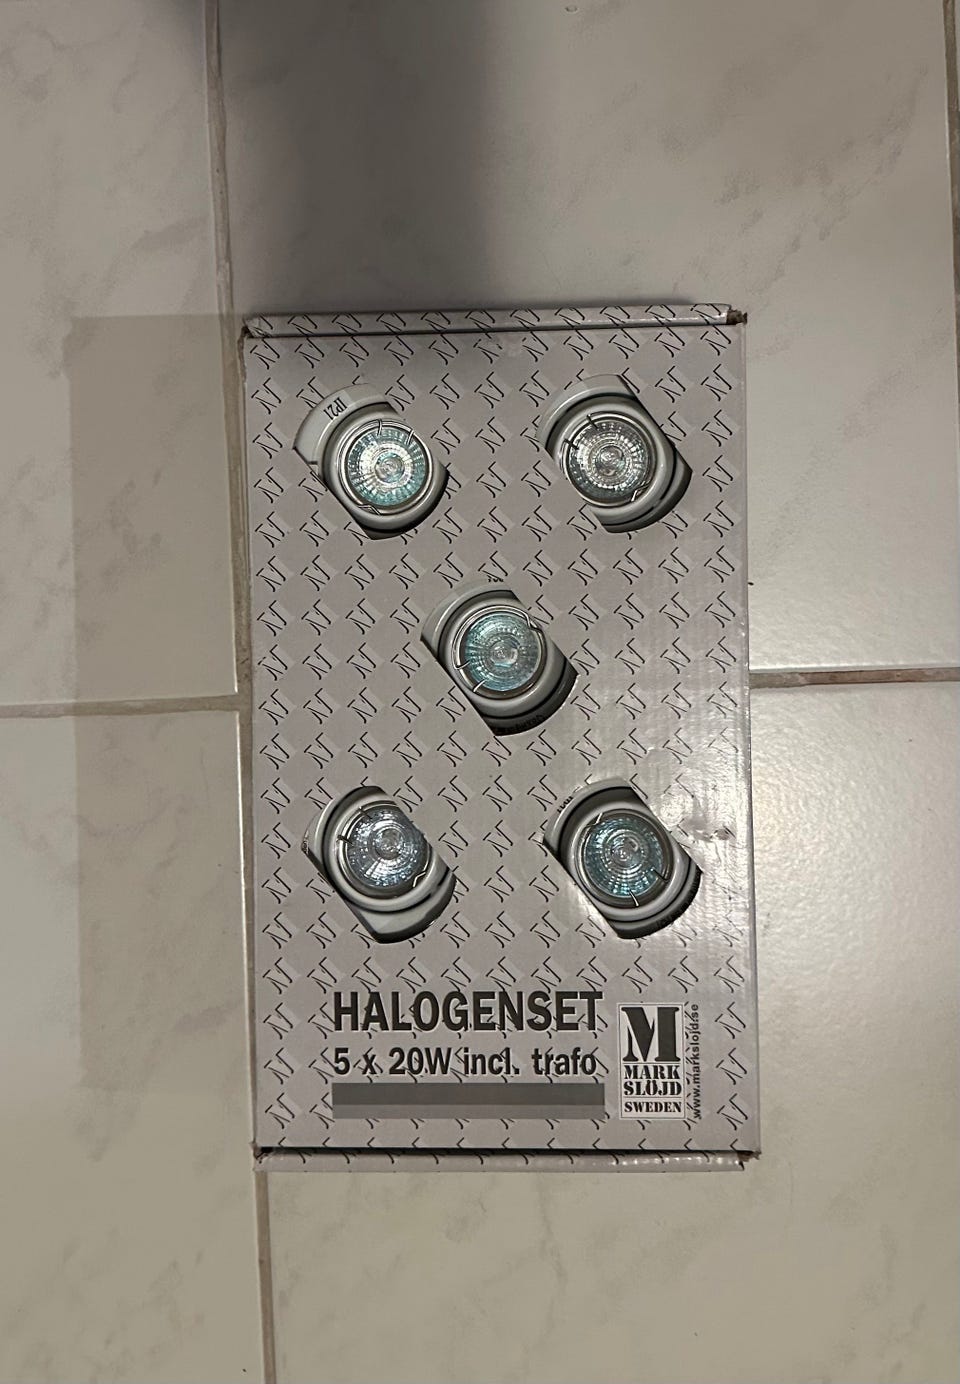 IP21
HALOGENSET
5 x 20W incl. trafo
M
MARK
SLÖJD
SWEDEN
www.markslojd.se